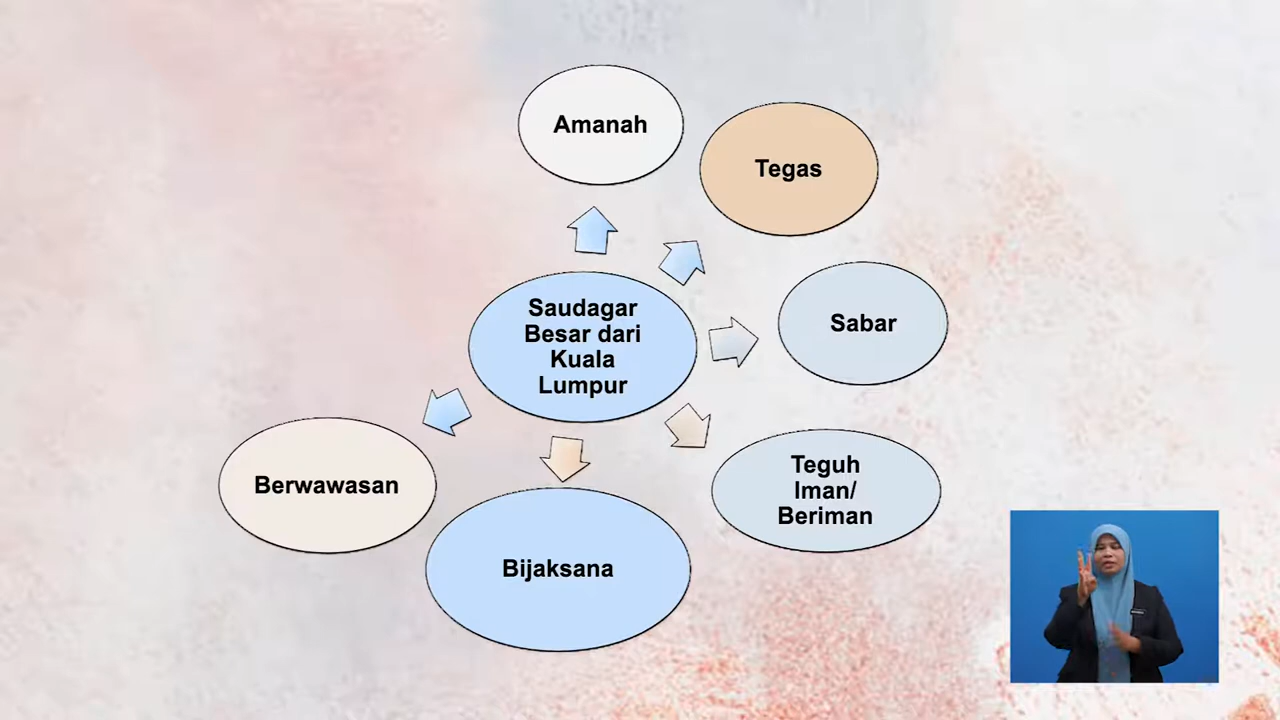 Amanah
Tegas
Saudagar
Besar dari
Kuala
Lumpur
Sabar
Teguh
Iman/
Beriman
Berwawasan
Bijaksana